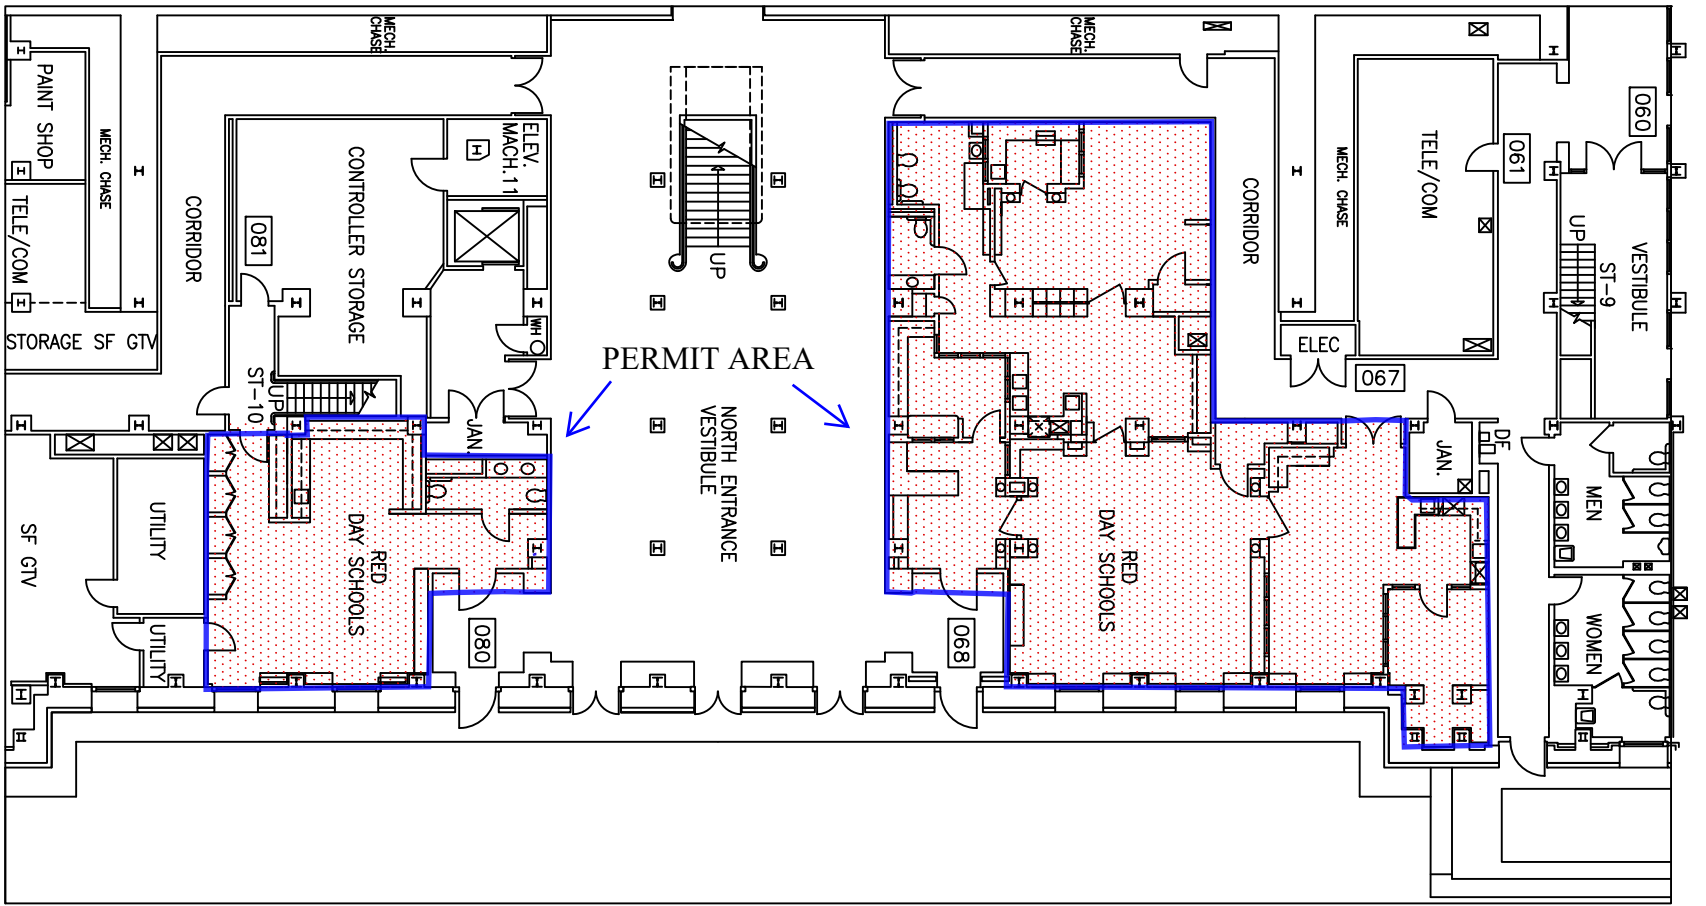 MECH.
CHASE
MECH.
CHASE
PAINT SHOP
MECH. CHASE
TELE/COM
STORAGE SF GTV
CORRIDOR
081
CONTROLLER STORAGE
ELEV.
MACH.11
WH
UP
ST-10
JAN.
UP
PERMIT AREA
NORTH ENTRANCE
VESTIBULE
CORRIDOR
MECH. CHASE
TELE/COM
061
060
UP
ST-9
VESTIBULE
ELEC
067
JAN.
DF
MEN
WOMEN
SF GTV
UTILITY
UTILITY
RED
DAY SCHOOLS
080
068
RED
DAY SCHOOLS